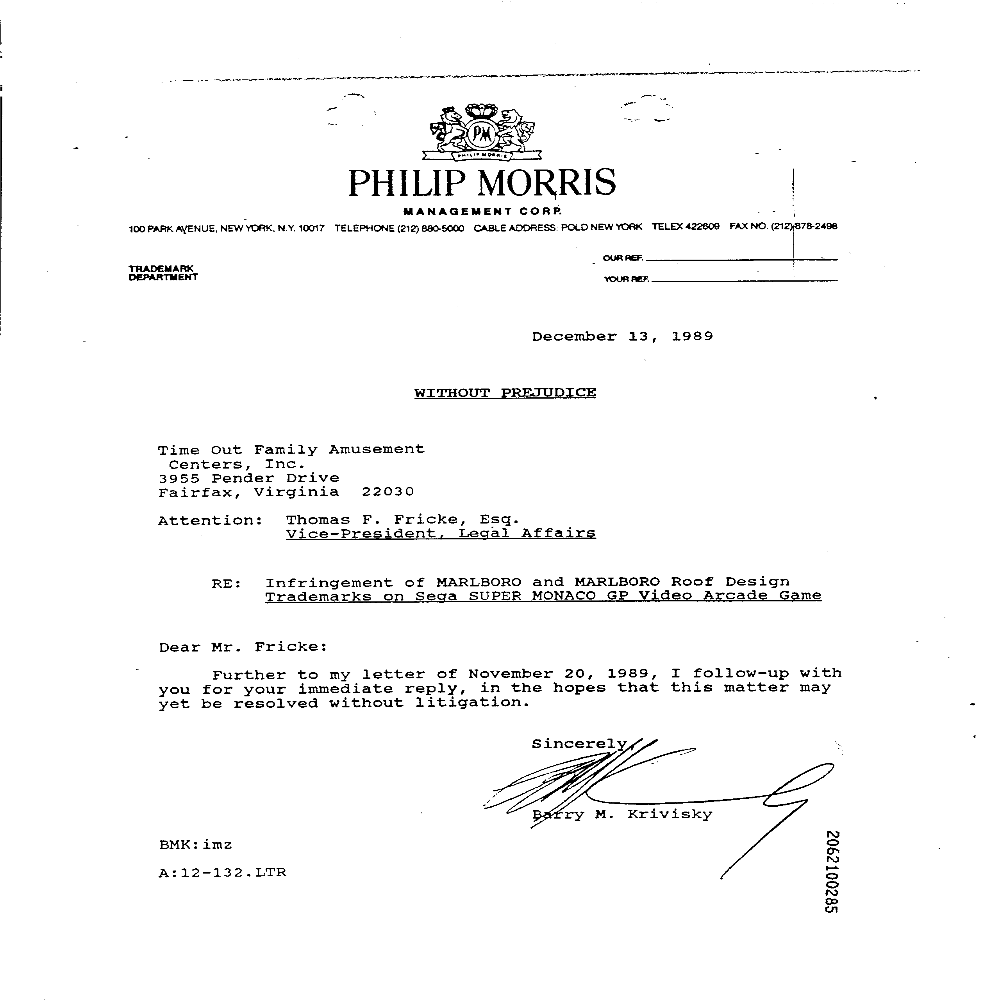 PM
PHILIP MORRIS
PHILIP MORRIS
MANAGEMENT CORP.
100 PARK AVENUE, NEW YORK, N.Y. 10017 TELEPHONE (212) 880-5000 CABLE ADDRESS: POLD NEW YORK TELEX 422609 FAX NO. (212) 878-2498
OUR REF.
TRADEMARK
DEPARTMENT
YOUR REF.
December 13, 1989
WITHOUT PREJUDICE
Time Out Family Amusement
Centers, Inc.
3955 Pender Drive
Fairfax, Virginia 22030
Attention: Thomas F. Fricke, Esq.
Vice-President, Legal Affairs
RE: Infringement of MARLBORO and MARLBORO Roof Design
Trademarks on Sega SUPER MONACO GP Video Arcade Game
Dear Mr. Fricke:
Further to my letter of November 20, 1989, I follow-up with
you for your immediate reply, in the hopes that this matter may
yet be resolved without litigation.
Sincerely,
Barry M. Krivisky
BMK:imz
A:12-132.LTR
2062100285